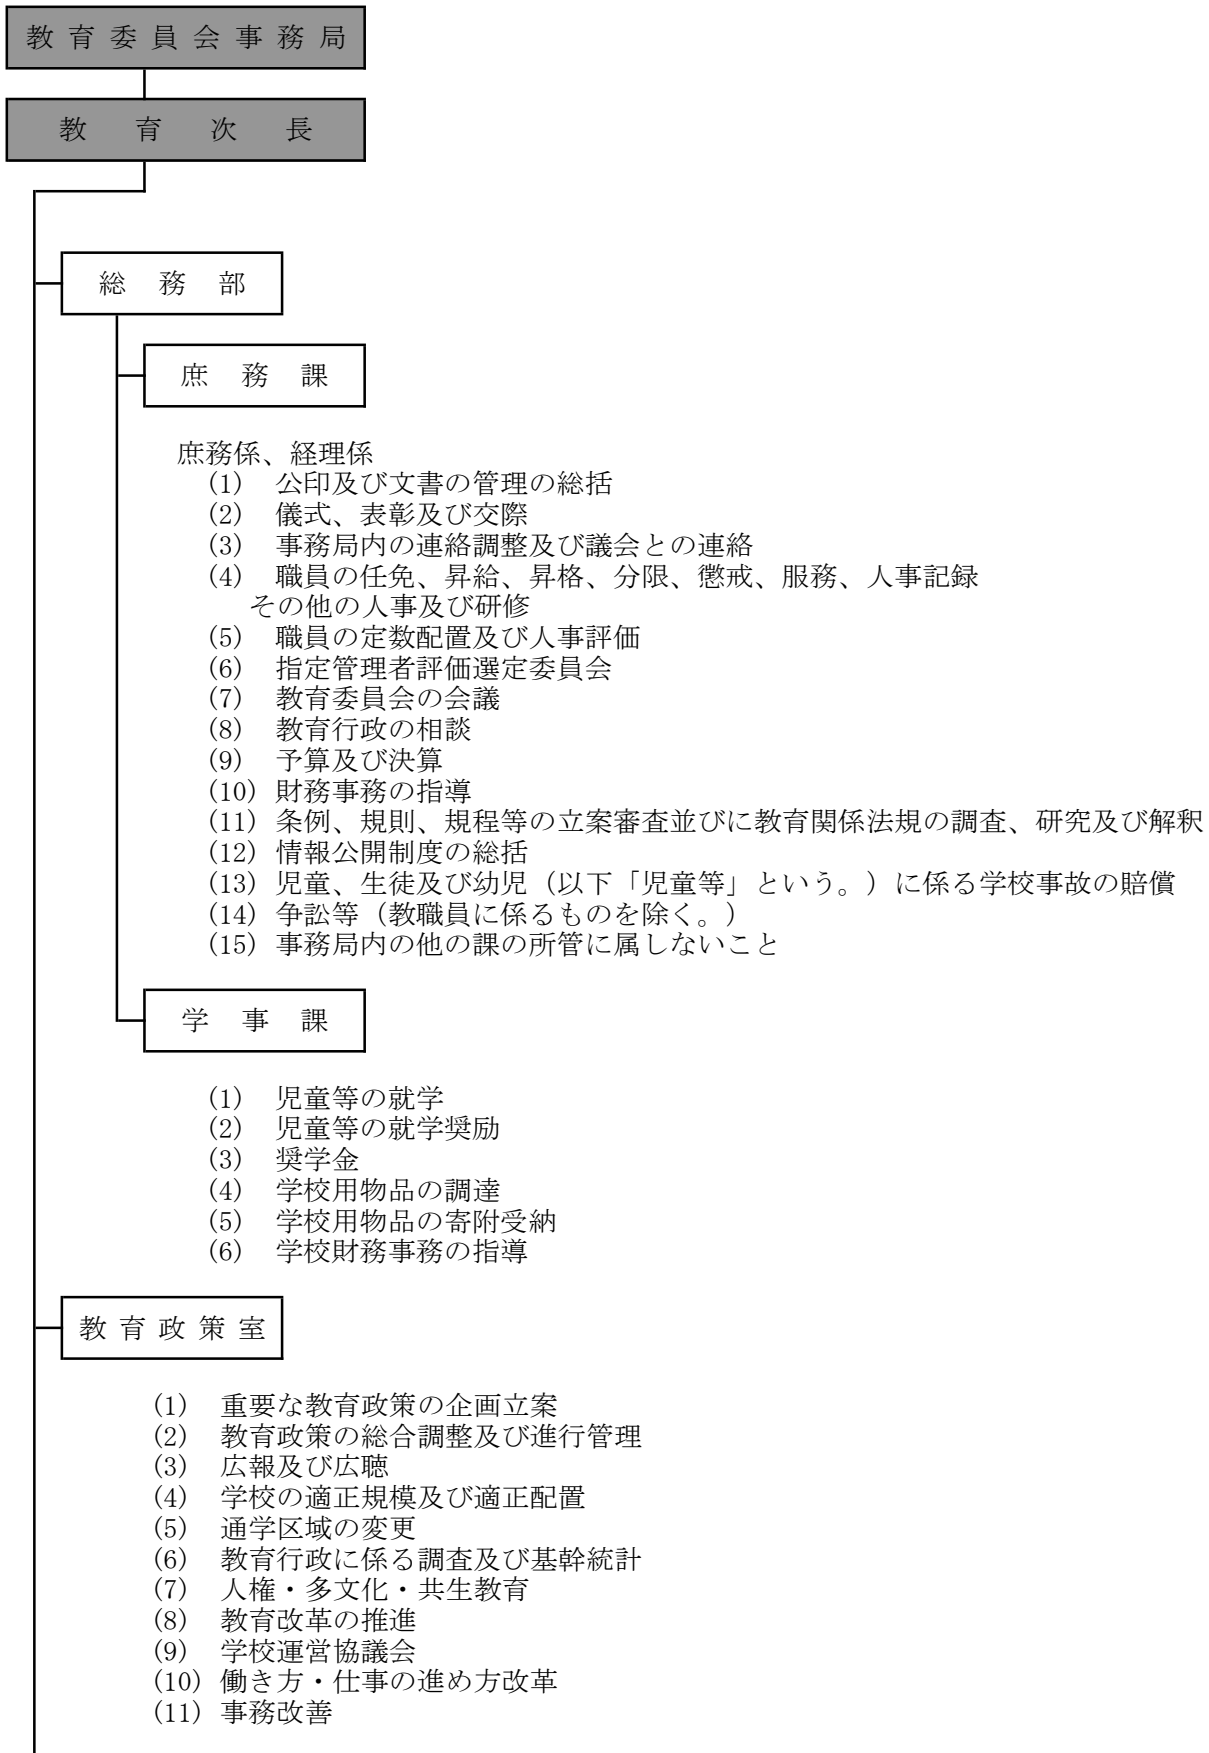 教育委員会事務局
教育次長
総務部
庶務課
庶務係、経理係
(1) 公印及び文書の管理の総括
(2) 儀式、表彰及び交際
(3) 事務局内の連絡調整及び議会との連絡
(4) 職員の任免、昇給、昇格、分限、懲戒、服務、人事記録
その他の人事及び研修
(5) 職員の定数配置及び人事評価
(6) 指定管理者評価選定委員会
(7) 教育委員会の会議
(8) 教育行政の相談
(9) 予算及び決算
(10) 財務事務の指導
(11) 条例、規則、規程等の立案審査並びに教育関係法規の調査、研究及び解釈
(12) 情報公開制度の総括
(13) 児童、生徒及び幼児（以下「児童等」という。）に係る学校事故の賠償
(14) 争訟等（教職員に係るものを除く。）
(15) 事務局内の他の課の所管に属しないこと
学事課
(1) 児童等の就学
(2) 児童等の就学奨励
(3) 奨学金
(4) 学校用物品の調達
(5) 学校用物品の寄附受納
(6) 学校財務事務の指導
教育政策室
(1) 重要な教育政策の企画立案
(2) 教育政策の総合調整及び進行管理
(3) 広報及び広聴
(4) 学校の適正規模及び適正配置
(5) 通学区域の変更
(6) 教育行政に係る調査及び基幹統計
(7) 人権・多文化・共生教育
(8) 教育改革の推進
(9) 学校運営協議会
(10) 働き方・仕事の進め方改革
(11) 事務改善